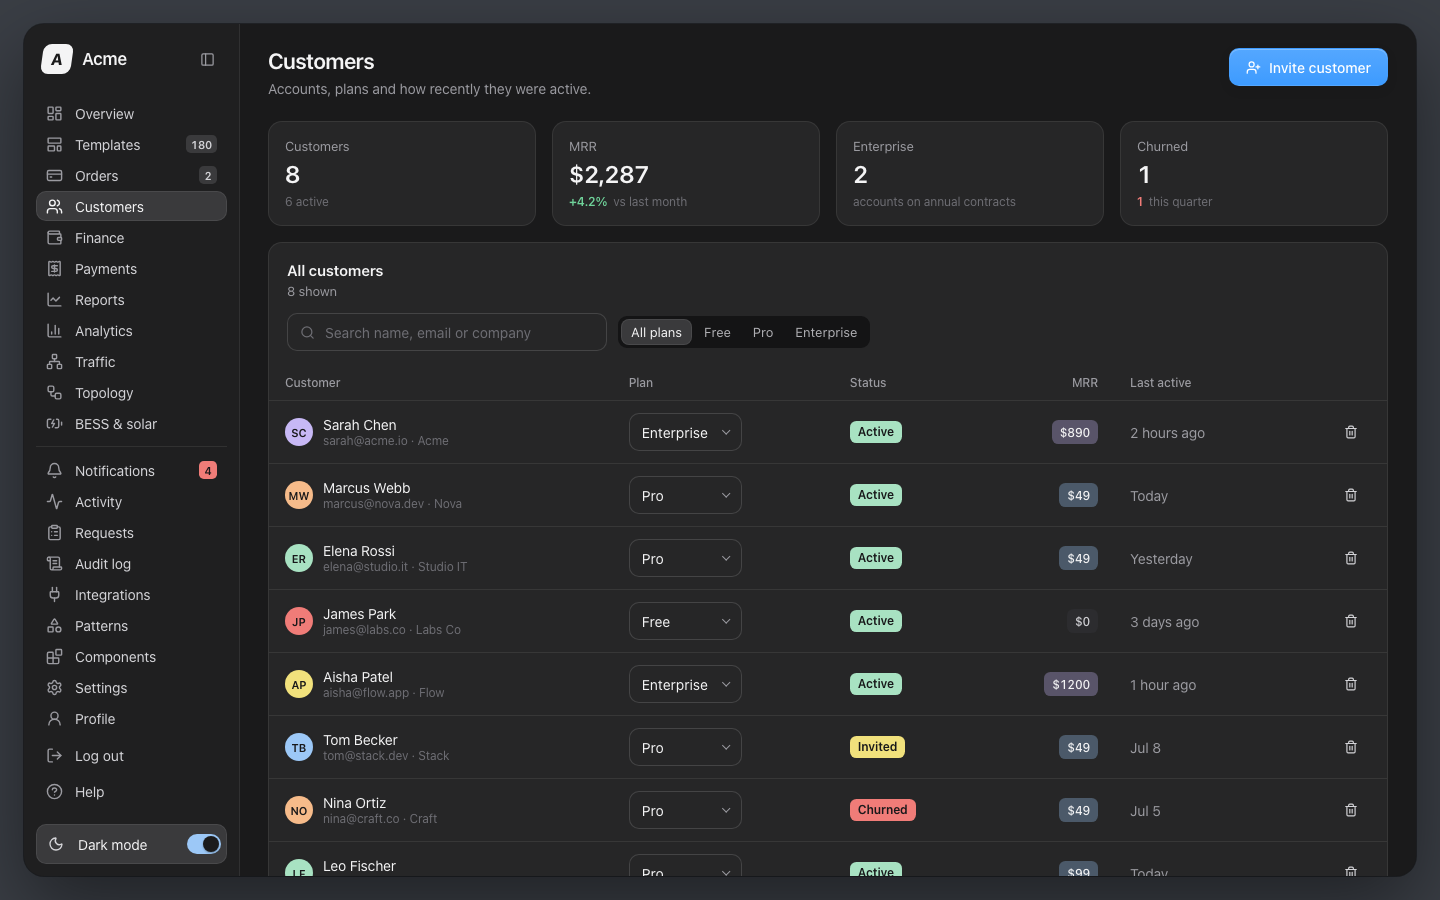 A Acme
Overview
Templates 180
Orders 2
Customers
Finance
Payments
Reports
Analytics
Traffic
Topology
BESS & solar
Notifications 4
Activity
Requests
Audit log
Integrations
Patterns
Components
Settings
Profile
Log out
Help
Dark mode
Customers
Accounts, plans and how recently they were active.
Invite customer
Customers
8
6 active
MRR
$2,287
+4.2% vs last month
Enterprise
2
accounts on annual contracts
Churned
1
1 this quarter
All customers
8 shown
Search name, email or company
All plans Free Pro Enterprise
Customer Plan Status MRR Last active
SC Sarah Chen Enterprise Active $890 2 hours ago
sarah@acme.io · Acme
MW Marcus Webb Pro Active $49 Today
marcus@nova.dev · Nova
ER Elena Rossi Pro Active $49 Yesterday
elena@studio.it · Studio IT
JP James Park Free Active $0 3 days ago
james@labs.co · Labs Co
AP Aisha Patel Enterprise Active $1200 1 hour ago
aisha@flow.app · Flow
TB Tom Becker Pro Invited $49 Jul 8
tom@stack.dev · Stack
NO Nina Ortiz Pro Churned $49 Jul 5
nina@craft.co · Craft
LF Leo Fischer Pro Active $99 Today